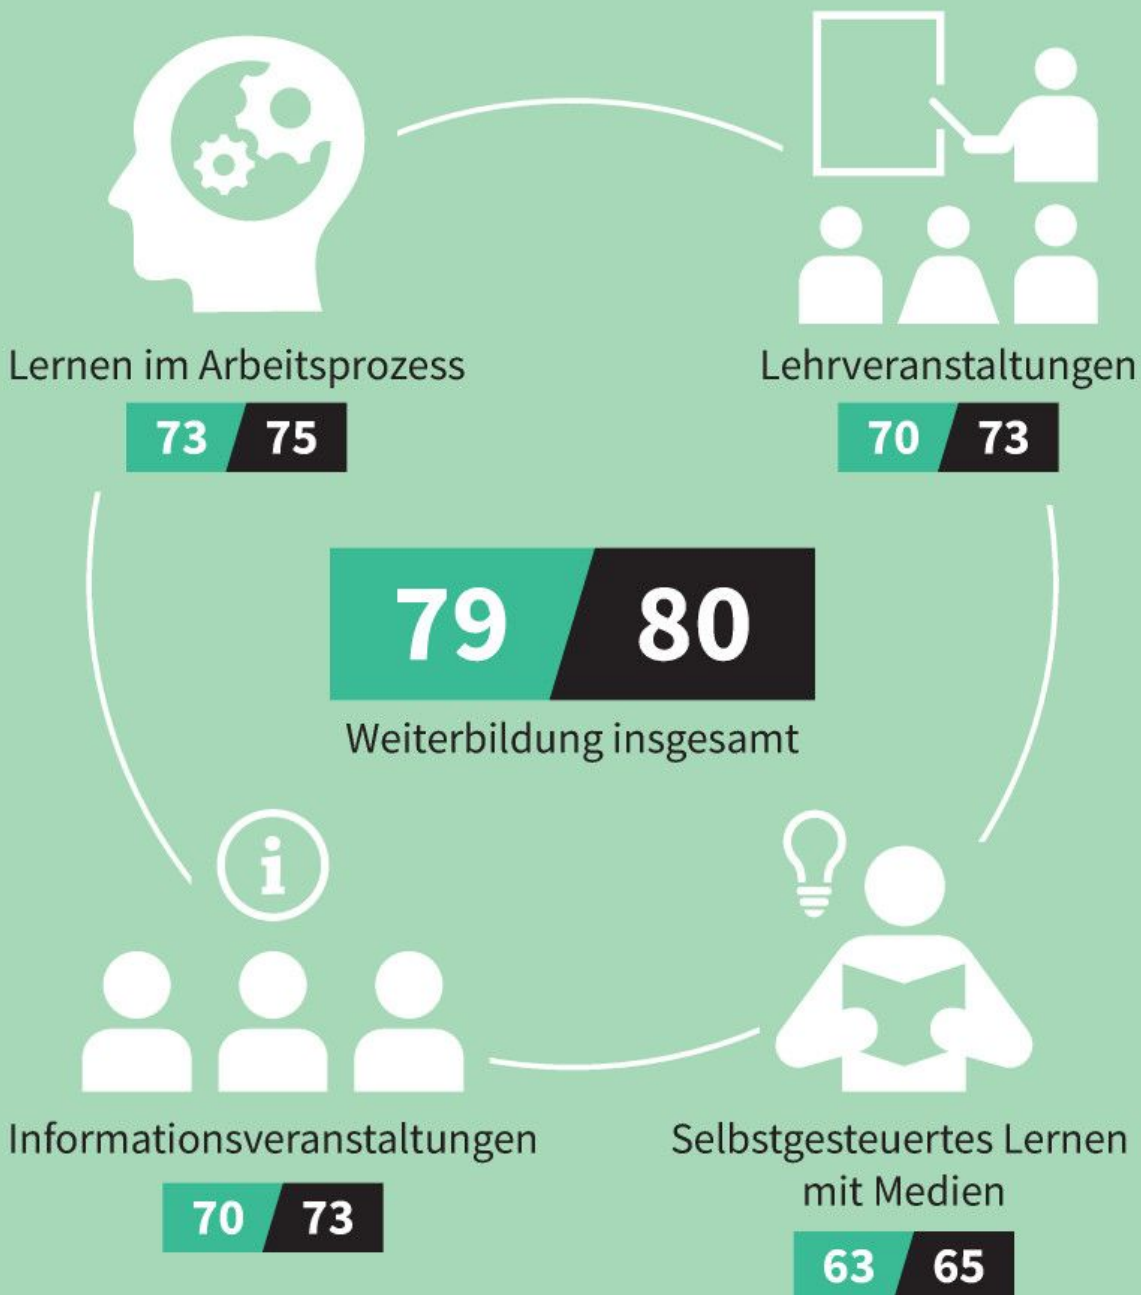 Lernen im Arbeitsprozess
73 75
Lehrveranstaltungen
70 73
79 80
Weiterbildung insgesamt
i
Informationsveranstaltungen
70 73
Selbstgesteuertes Lernen
mit Medien
63 65